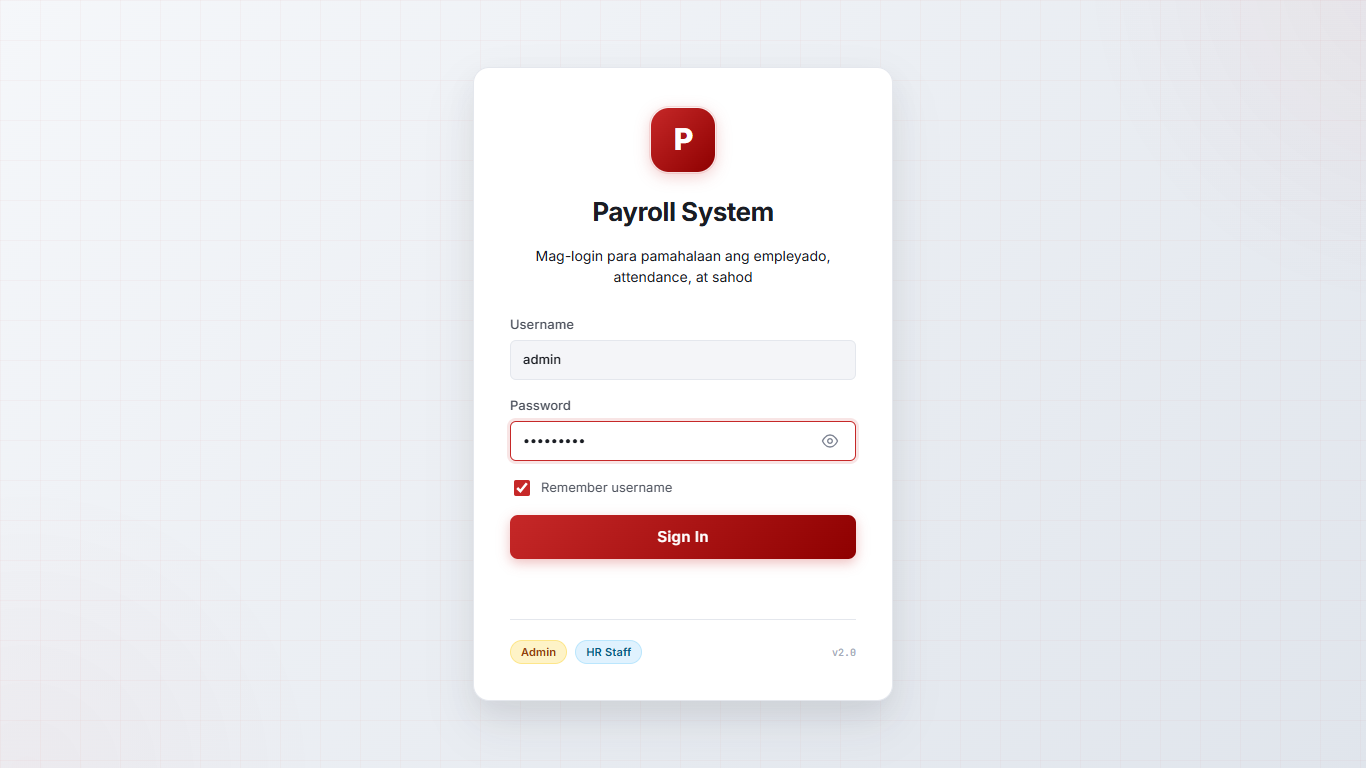 P
Payroll System
Mag-login para pamahalaan ang empleyado,
attendance, at sahod
Username
admin
Password
•••••••••
Remember username
Sign In
Admin
HR Staff
v2.0